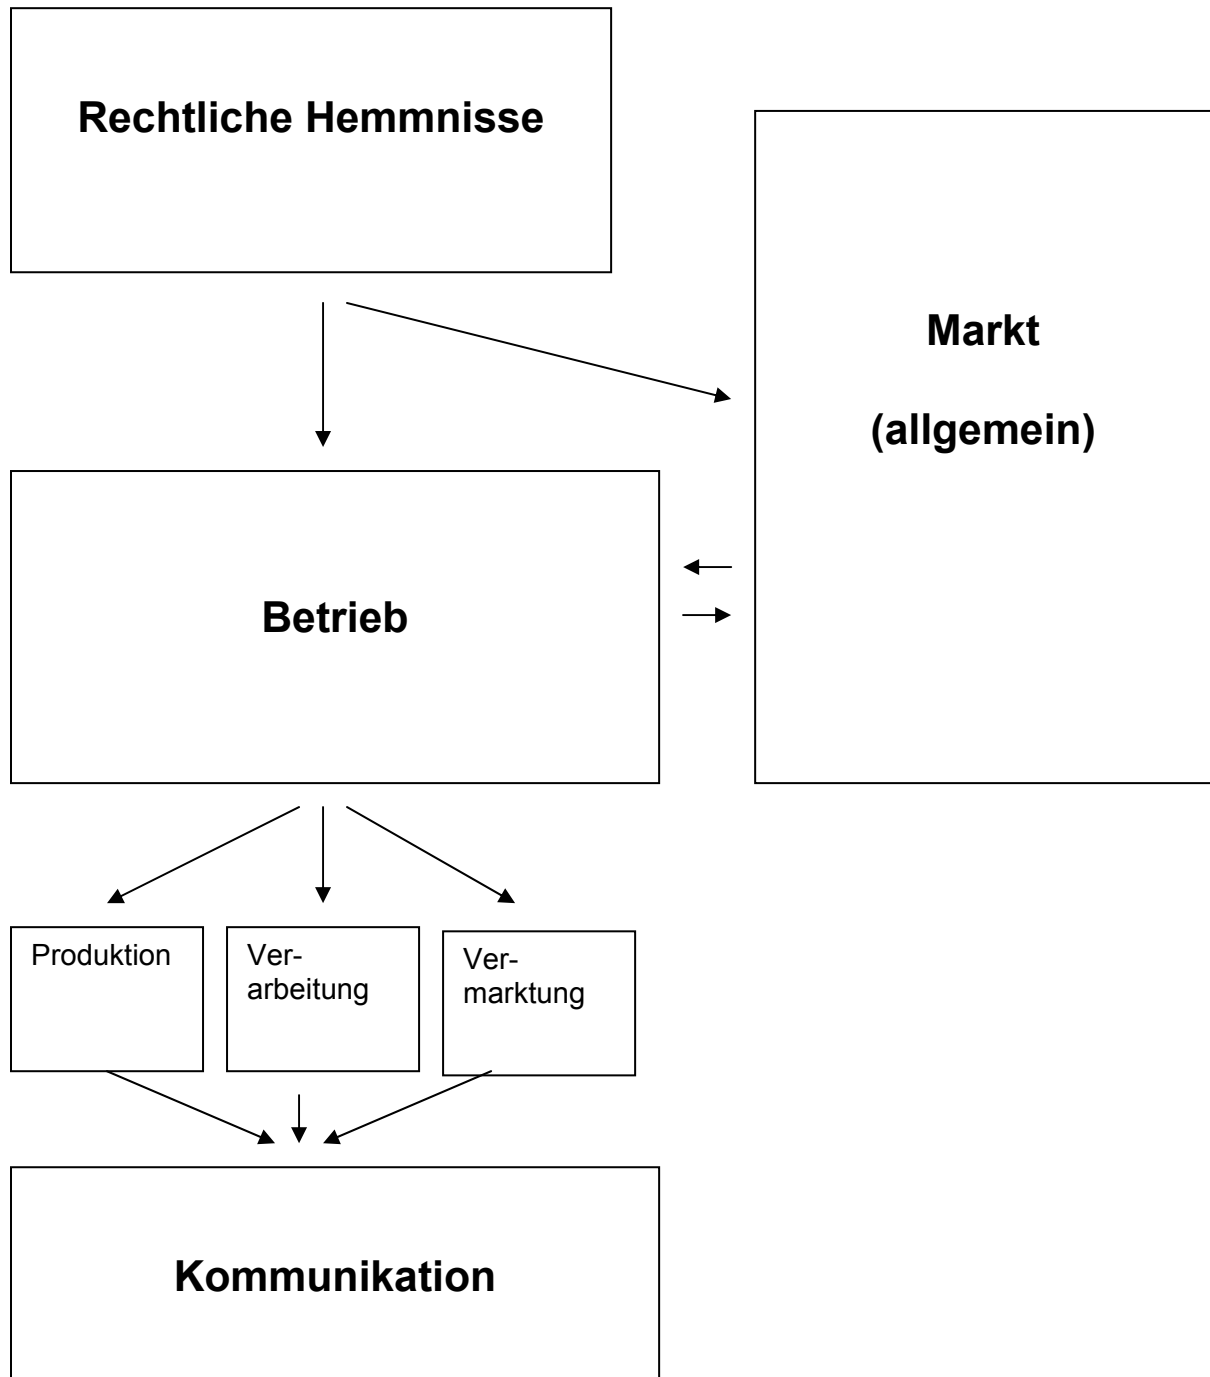 Rechtliche Hemmnisse
Markt
(allgemein)
Betrieb
Produktion
Ver-
arbeitung
Ver-
marktung
Kommunikation